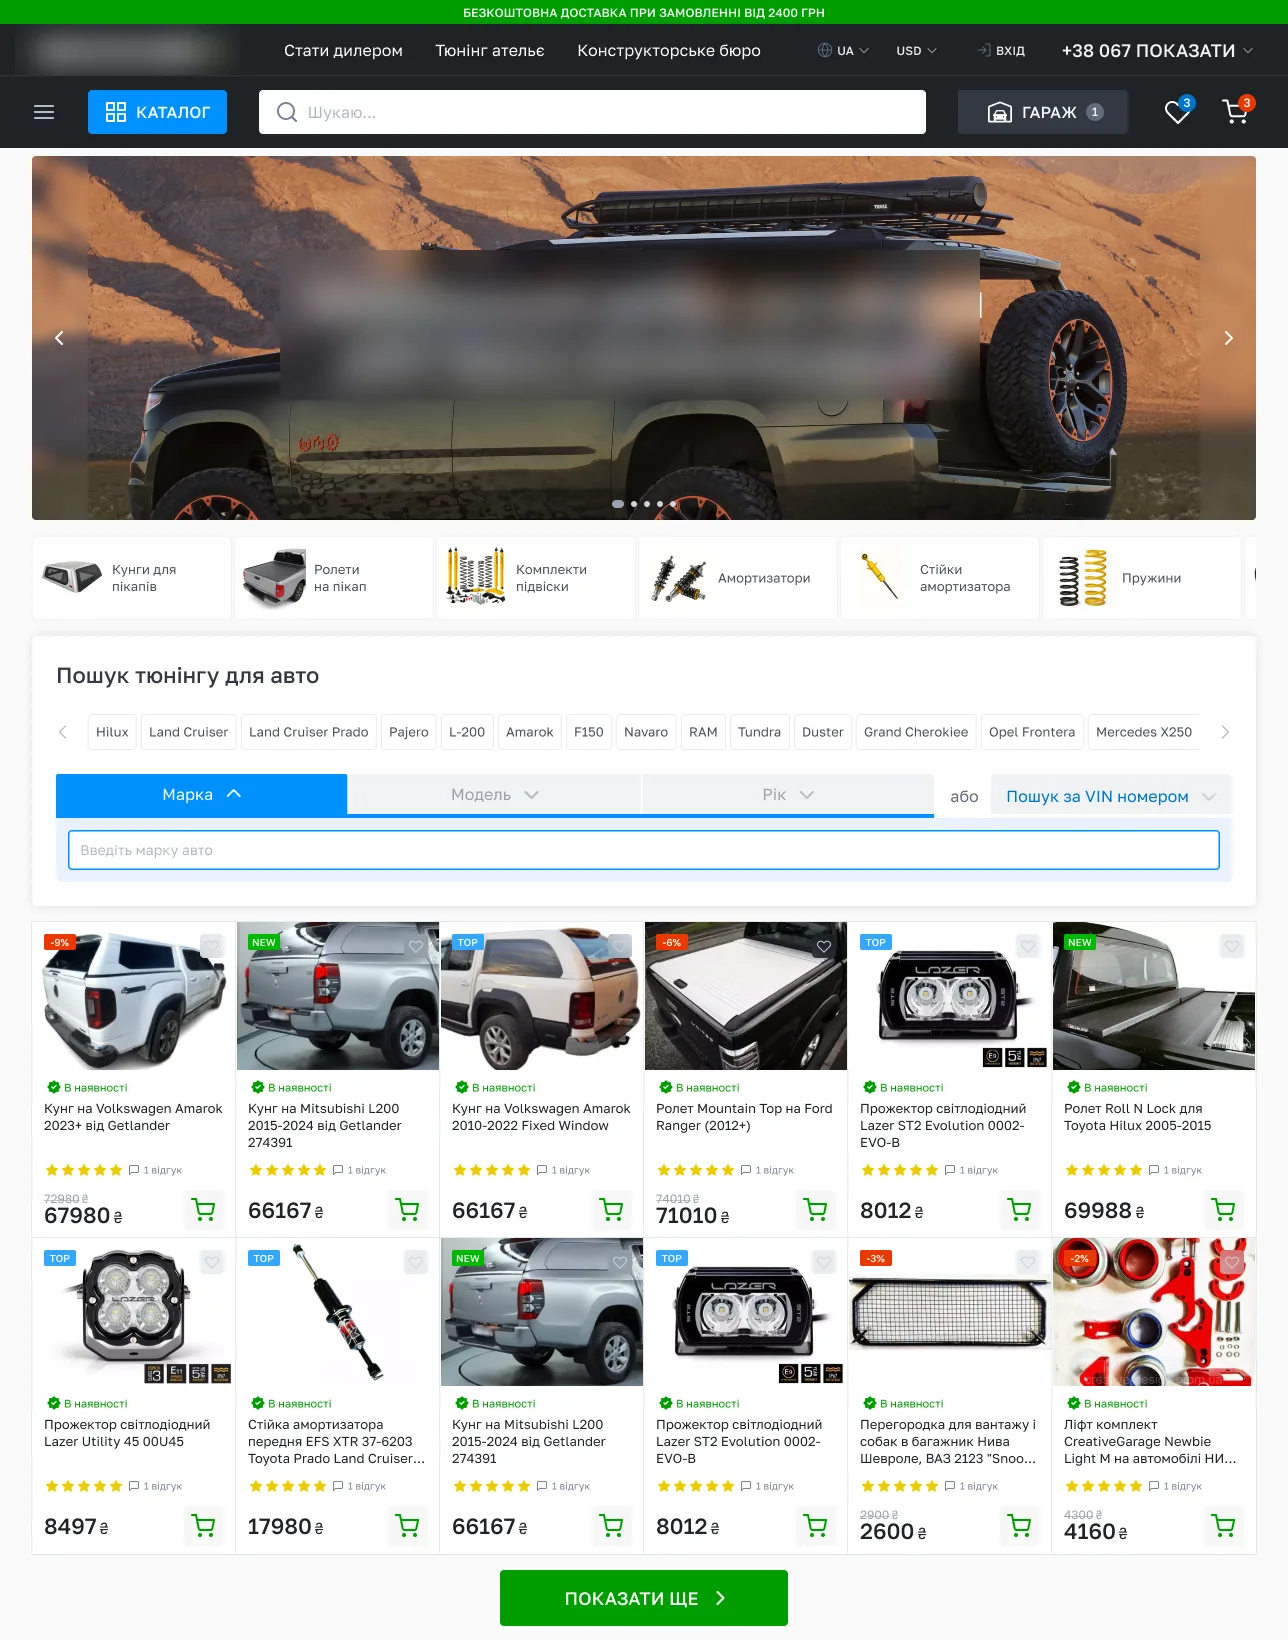 БЕЗКОШТОВНА ДОСТАВКА ПРИ ЗАМОВЛЕННІ ВІД 2400 ГРН
Стати дилером
Тюнінг ательє
Конструкторське бюро
UA
USD
ВХІД
+38 067 ПОКАЗАТИ
КАТАЛОГ
Шукаю...
ГАРАЖ 1
3
3
THULE
Кунги для
пікапів
Ролети
на пікап
Комплекти
підвіски
Амортизатори
Стійки
амортизатора
Пружини
Пошук тюнінгу для авто
Hilux
Land Cruiser
Land Cruiser Prado
Pajero
L-200
Amarok
F150
Navaro
RAM
Tundra
Duster
Grand Cherokiee
Opel Frontera
Mercedes X250
Марка
Модель
Рік
або
Пошук за VIN номером
Введіть марку авто
-9%
В наявності
Кунг на Volkswagen Amarok
2023+ від Getlander
1 відгук
72980 ₴
67980 ₴
NEW
В наявності
Кунг на Mitsubishi L200
2015-2024 від Getlander
274391
1 відгук
66167 ₴
TOP
В наявності
Кунг на Volkswagen Amarok
2010-2022 Fixed Window
1 відгук
66167 ₴
-6%
В наявності
Ролет Mountain Top на Ford
Ranger (2012+)
1 відгук
74010 ₴
71010 ₴
TOP
LAZER
ST2
ST2
В наявності
Прожектор світлодіодний
Lazer ST2 Evolution 0002-
EVO-B
1 відгук
8012 ₴
NEW
В наявності
Ролет Roll N Lock для
Toyota Hilux 2005-2015
1 відгук
69988 ₴
TOP
LAZER
В наявності
Прожектор світлодіодний
Lazer Utility 45 00U45
1 відгук
8497 ₴
TOP
В наявності
Стійка амортизатора
передня EFS XTR 37-6203
Toyota Prado Land Cruiser...
1 відгук
17980 ₴
NEW
В наявності
Кунг на Mitsubishi L200
2015-2024 від Getlander
274391
1 відгук
66167 ₴
TOP
LAZER
ST2
ST2
В наявності
Прожектор світлодіодний
Lazer ST2 Evolution 0002-
EVO-B
1 відгук
8012 ₴
-3%
В наявності
Перегородка для вантажу і
собак в багажник Нива
Шевроле, ВАЗ 2123 "Snoo...
1 відгук
2900 ₴
2600 ₴
-2%
В наявності
Ліфт комплект
CreativeGarage Newbie
Light M на автомобілі НИ...
1 відгук
4300 ₴
4160 ₴
ПОКАЗАТИ ЩЕ